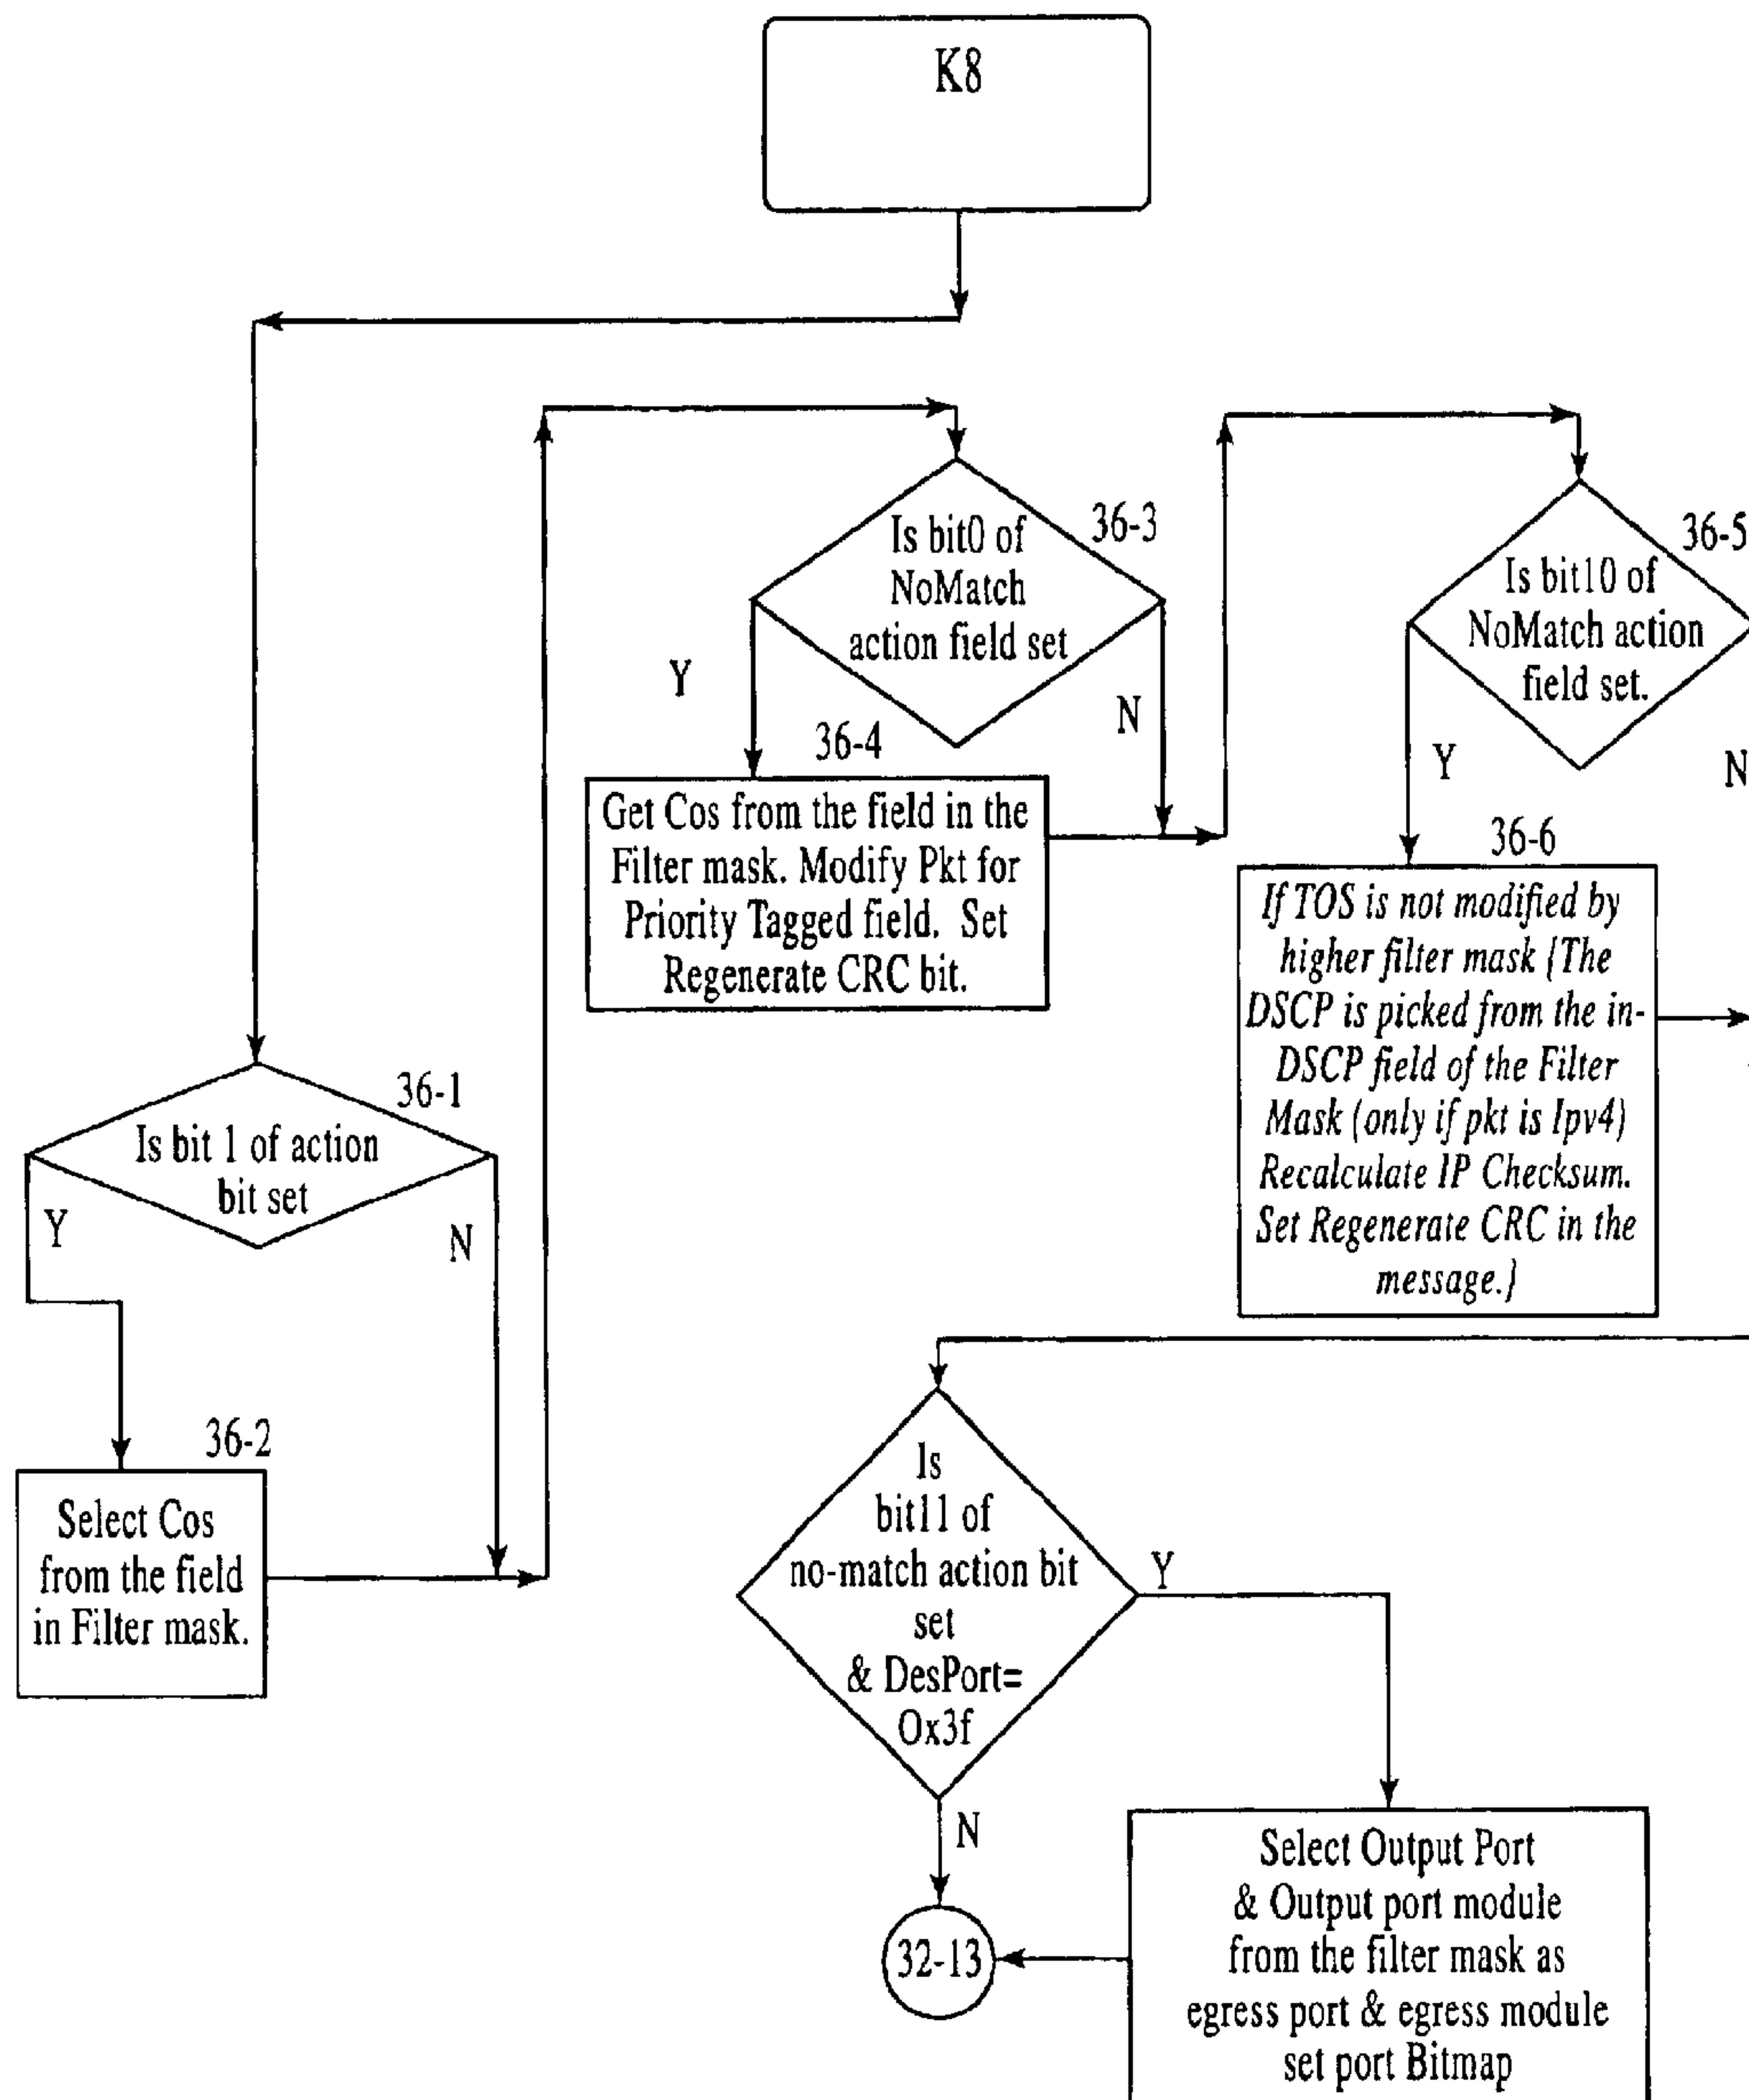 K8
36-1
Is bit 1 of action
bit set
Y
N
36-2
Select Cos
from the field
in Filter mask.
36-3
Is bit0 of
NoMatch
action field set
Y
N
36-4
Get Cos from the field in the
Filter mask. Modify Pkt for
Priority Tagged field. Set
Regenerate CRC bit.
36-5
Is bit10 of
NoMatch action
field set.
Y
N
36-6
If TOS is not modified by
higher filter mask {The
DSCP is picked from the in-
DSCP field of the Filter
Mask (only if pkt is Ipv4)
Recalculate IP Checksum.
Set Regenerate CRC in the
message.}
Is
bit11 of
no-match action bit
set
& DesPort=
Ox3f
Y
N
32-13
Select Output Port
& Output port module
from the filter mask as
egress port & egress module
set port Bitmap